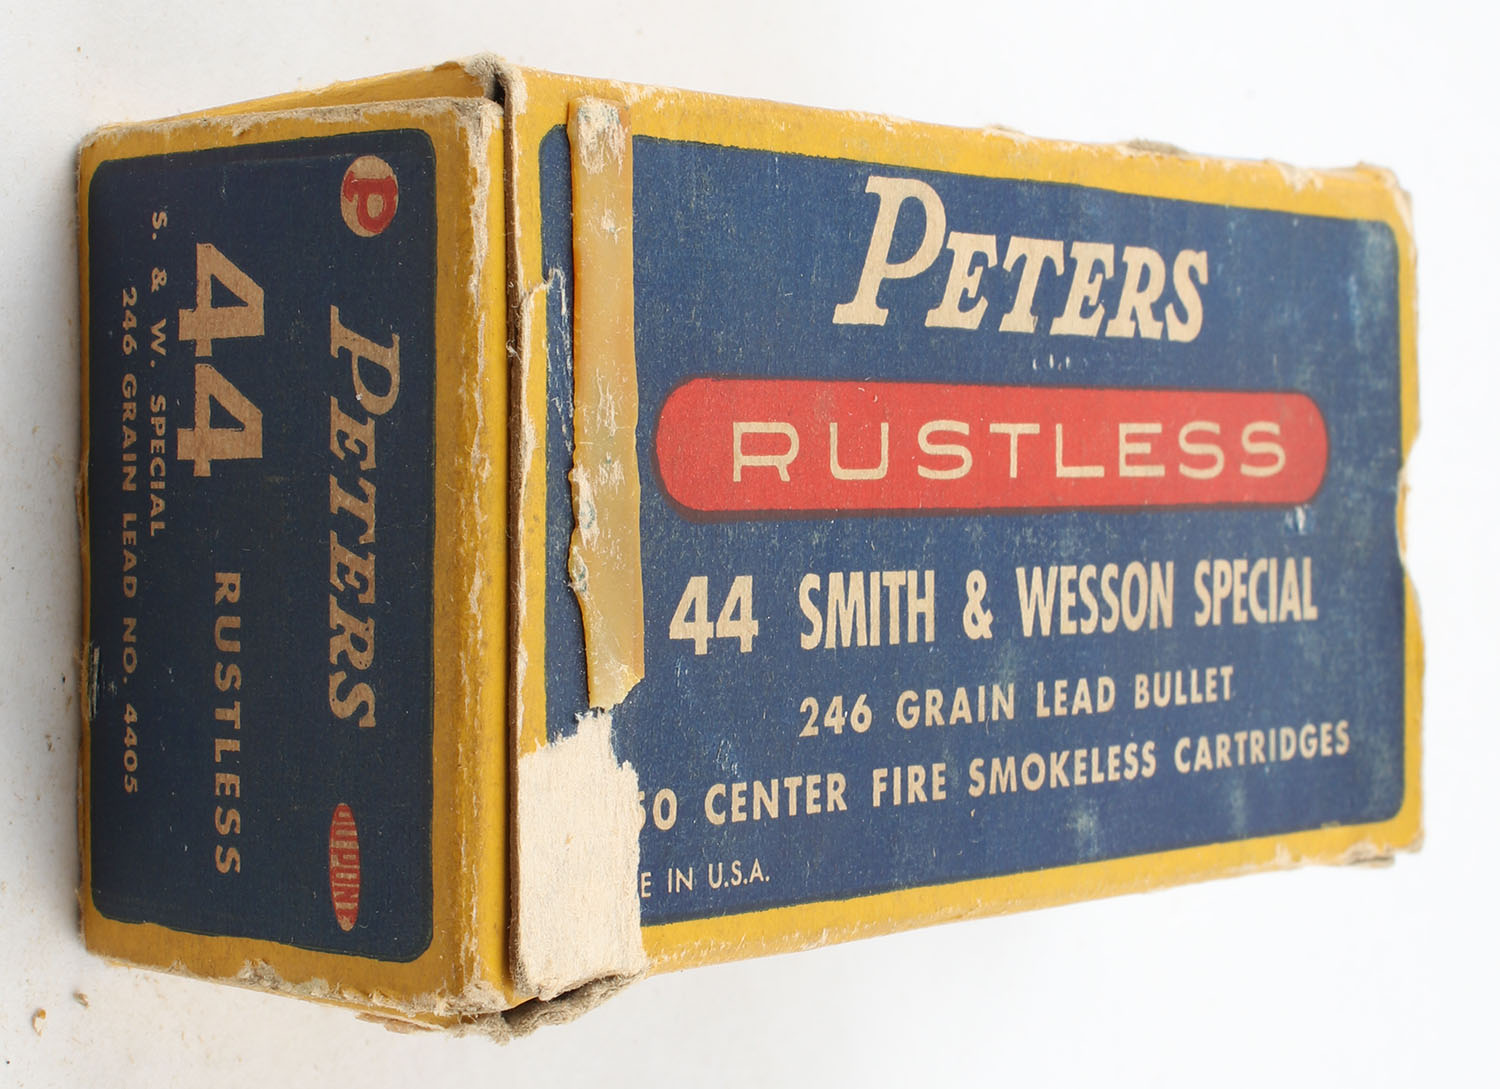 PETERS
RUSTLESS
44 SMITH & WESSON SPECIAL
246 GRAIN LEAD BULLET
50 CENTER FIRE SMOKELESS CARTRIDGES
E IN U.S.A.
P
PETERS
44 RUSTLESS
S. & W. SPECIAL
246 GRAIN LEAD NO. 4405